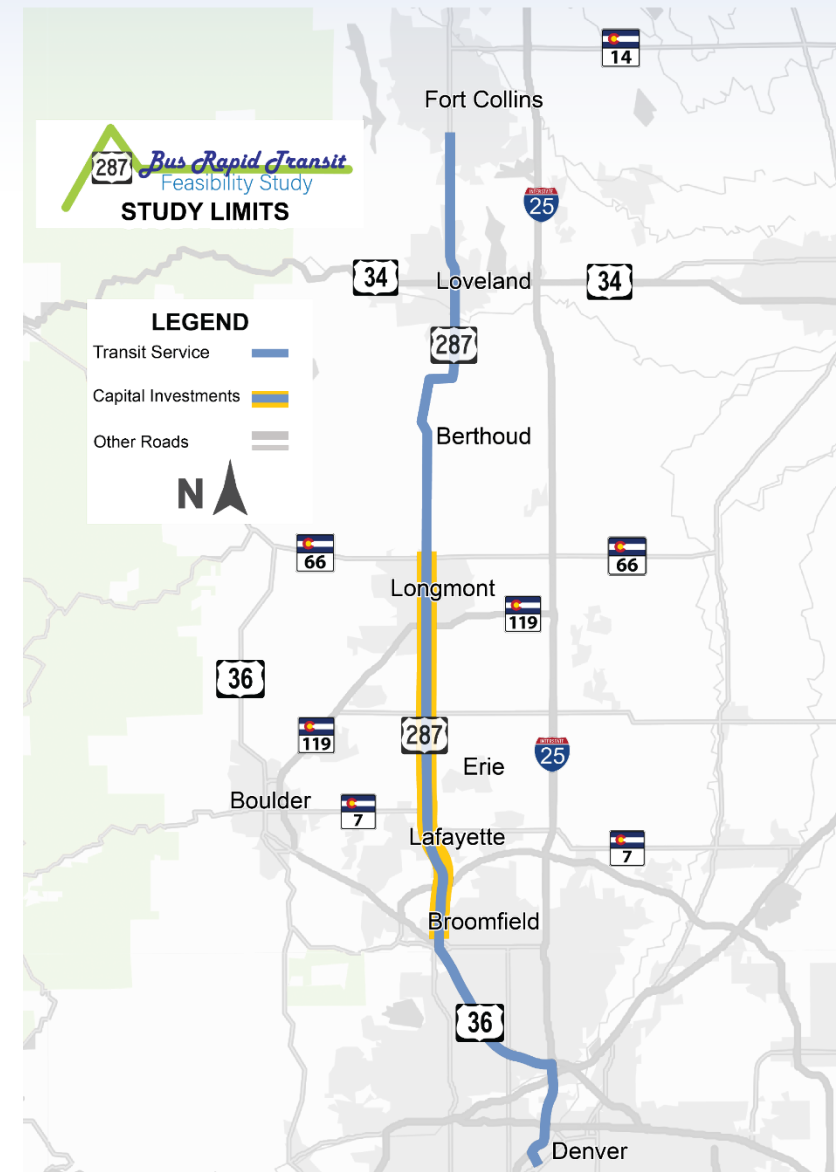 14
Fort Collins
287 Bus Rapid Transit
Feasibility Study
STUDY LIMITS
INTERSTATE
25
34
Loveland
34
LEGEND
Transit Service
Capital Investments
Other Roads
N
287
Berthoud
66
66
Longmont
119
36
119
287
INTERSTATE
25
Erie
Boulder
7
Lafayette
7
Broomfield
36
Denver